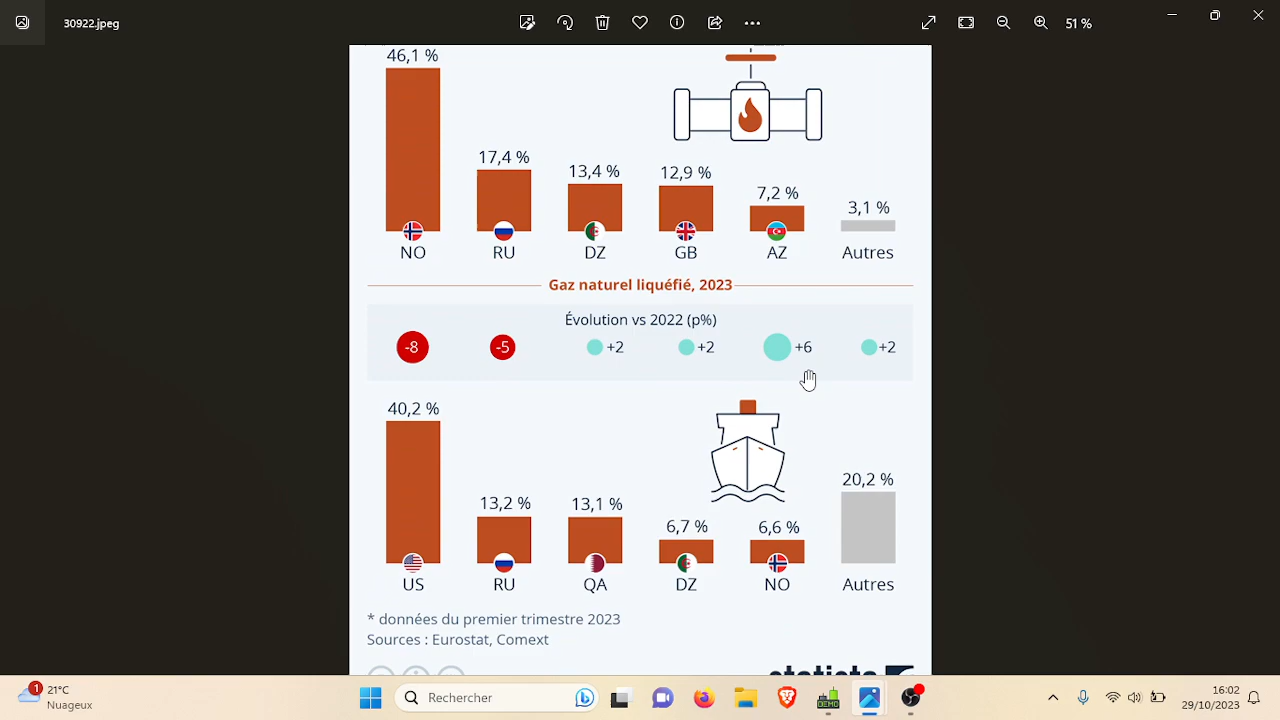 30922.jpeg
51 %
46,1 %
17,4 %
13,4 %
12,9 %
7,2 %
3,1 %
NO
RU
DZ
GB
AZ
Autres
Gaz naturel liquéfié, 2023
Évolution vs 2022 (p%)
-8
-5
+2
+2
+6
+2
40,2 %
13,2 %
13,1 %
6,7 %
6,6 %
20,2 %
US
RU
QA
DZ
NO
Autres
* données du premier trimestre 2023
Sources : Eurostat, Comext
1
21°C
Nuageux
Rechercher
DEMO
29/10/2023